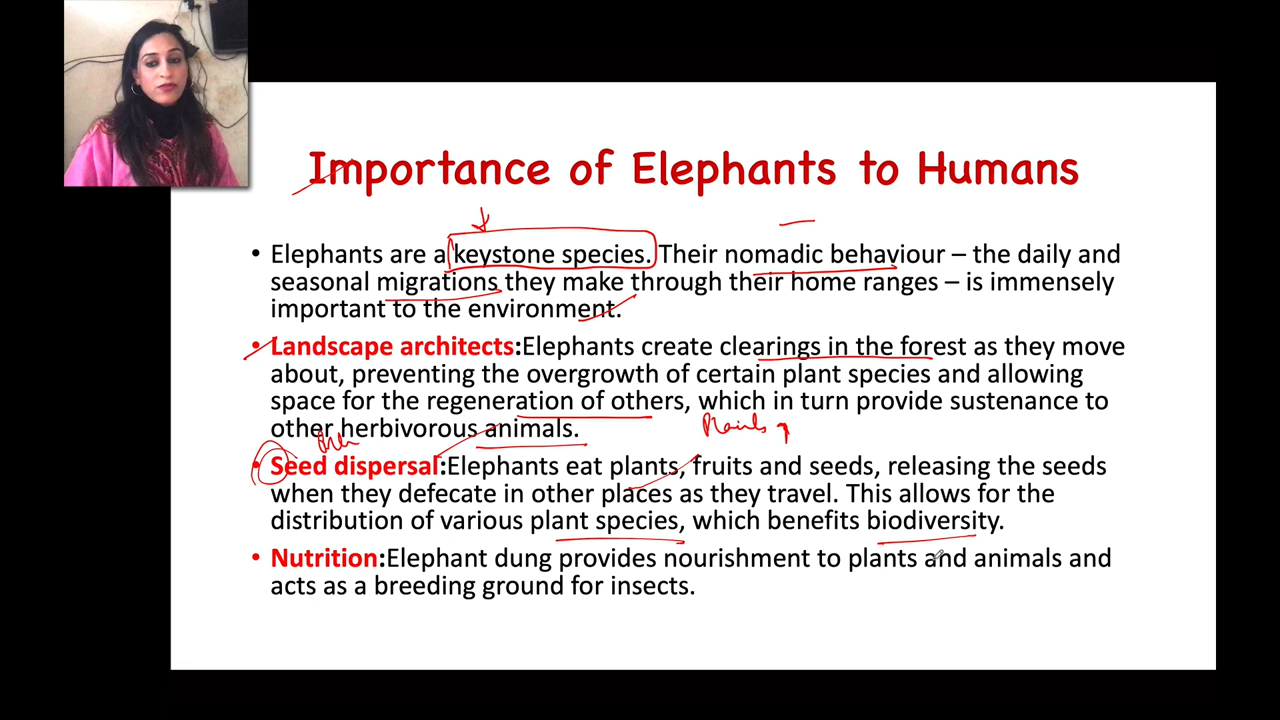 Importance of Elephants to Humans
• Elephants are a keystone species. Their nomadic behaviour – the daily and
seasonal migrations they make through their home ranges – is immensely
important to the environment.
• Landscape architects:Elephants create clearings in the forest as they move
about, preventing the overgrowth of certain plant species and allowing
space for the regeneration of others, which in turn provide sustenance to
other herbivorous animals.
• Seed dispersal:Elephants eat plants, fruits and seeds, releasing the seeds
when they defecate in other places as they travel. This allows for the
distribution of various plant species, which benefits biodiversity.
• Nutrition:Elephant dung provides nourishment to plants and animals and
acts as a breeding ground for insects.